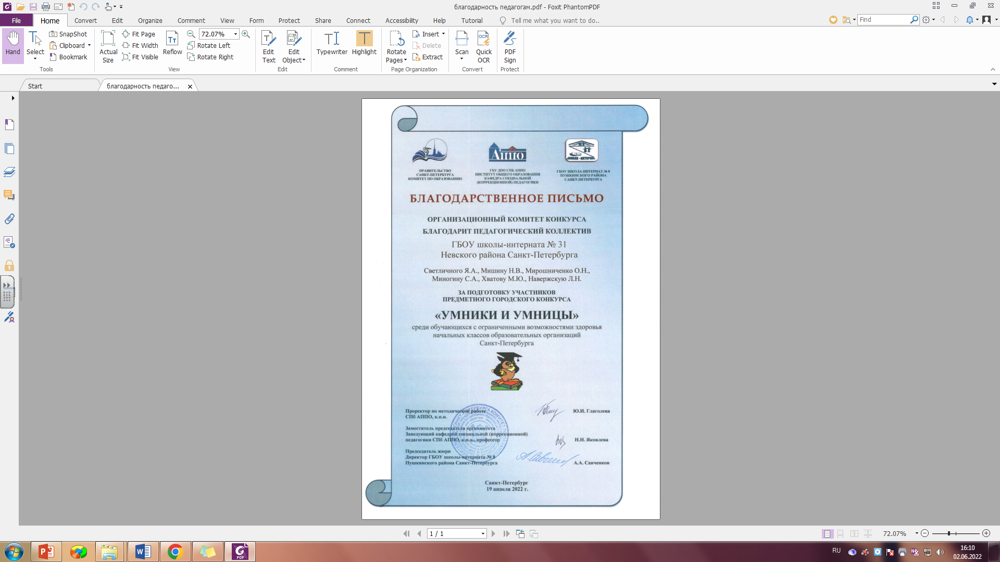 благодарность педагогам.pdf - Foxit PhantomPDF
File Home Convert Edit Organize Comment View Form Protect Share Connect Accessibility Help Tutorial Tell me what you want to do.. Find
Hand
Select
SnapShot
Clipboard
Bookmark
Tools
Actual Size
Fit Page
Fit Width
Fit Visible
Reflow
72.07%
Rotate Left
Rotate Right
View
Edit Text
Edit Object
Edit
Typewriter
Highlight
Comment
Rotate Pages
Insert
Delete
Extract
Page Organization
Scan
OCR
Quick OCR
Convert
PDF Sign
Protect
Start
благодарность педаго...
АППО
ШКОЛА-ИНТЕРНАТ
ПРАВИТЕЛЬСТВО
САНКТ-ПЕТЕРБУРГА
КОМИТЕТ ПО ОБРАЗОВАНИЮ
ГБУ ДПО СПБ АППО
ИНСТИТУТ ОБЩЕГО ОБРАЗОВАНИЯ
КАФЕДРА СПЕЦИАЛЬНОЙ
(КОРРЕКЦИОННОЙ) ПЕДАГОГИКИ
ГБОУ ШКОЛА-ИНТЕРНАТ № 8
ПУШКИНСКОГО РАЙОНА
САНКТ-ПЕТЕРБУРГА
БЛАГОДАРСТВЕННОЕ ПИСЬМО
ОРГАНИЗАЦИОННЫЙ КОМИТЕТ КОНКУРСА
БЛАГОДАРИТ ПЕДАГОГИЧЕСКИЙ КОЛЛЕКТИВ
ГБОУ школы-интерната № 31
Невского района Санкт-Петербурга
Светличного Я.А., Мишину Н.В., Мирошниченко О.Н.,
Миногину С.А., Хватову М.Ю., Навержскую Л.Н.
ЗА ПОДГОТОВКУ УЧАСТНИКОВ
ПРЕДМЕТНОГО ГОРОДСКОГО КОНКУРСА
«УМНИКИ И УМНИЦЫ»
среди обучающихся с ограниченными возможностями здоровья
начальных классов образовательных организаций
Санкт-Петербурга
Проректор по методической работе
СПб АППО, к.п.н.
Ю.И. Глаголева
Заместитель председателя оргкомитета
Заведующий кафедрой специальной (коррекционной)
педагогики СПб АППО, к.п.н., профессор
Н.Н. Яковлева
Председатель жюри
Директор ГБОУ школы-интерната № 8
Пушкинского района Санкт-Петербурга
А.А. Савченков
Санкт-Петербург
19 апреля 2022 г.
1 / 1
72.07%
RU
16:10
02.06.2022